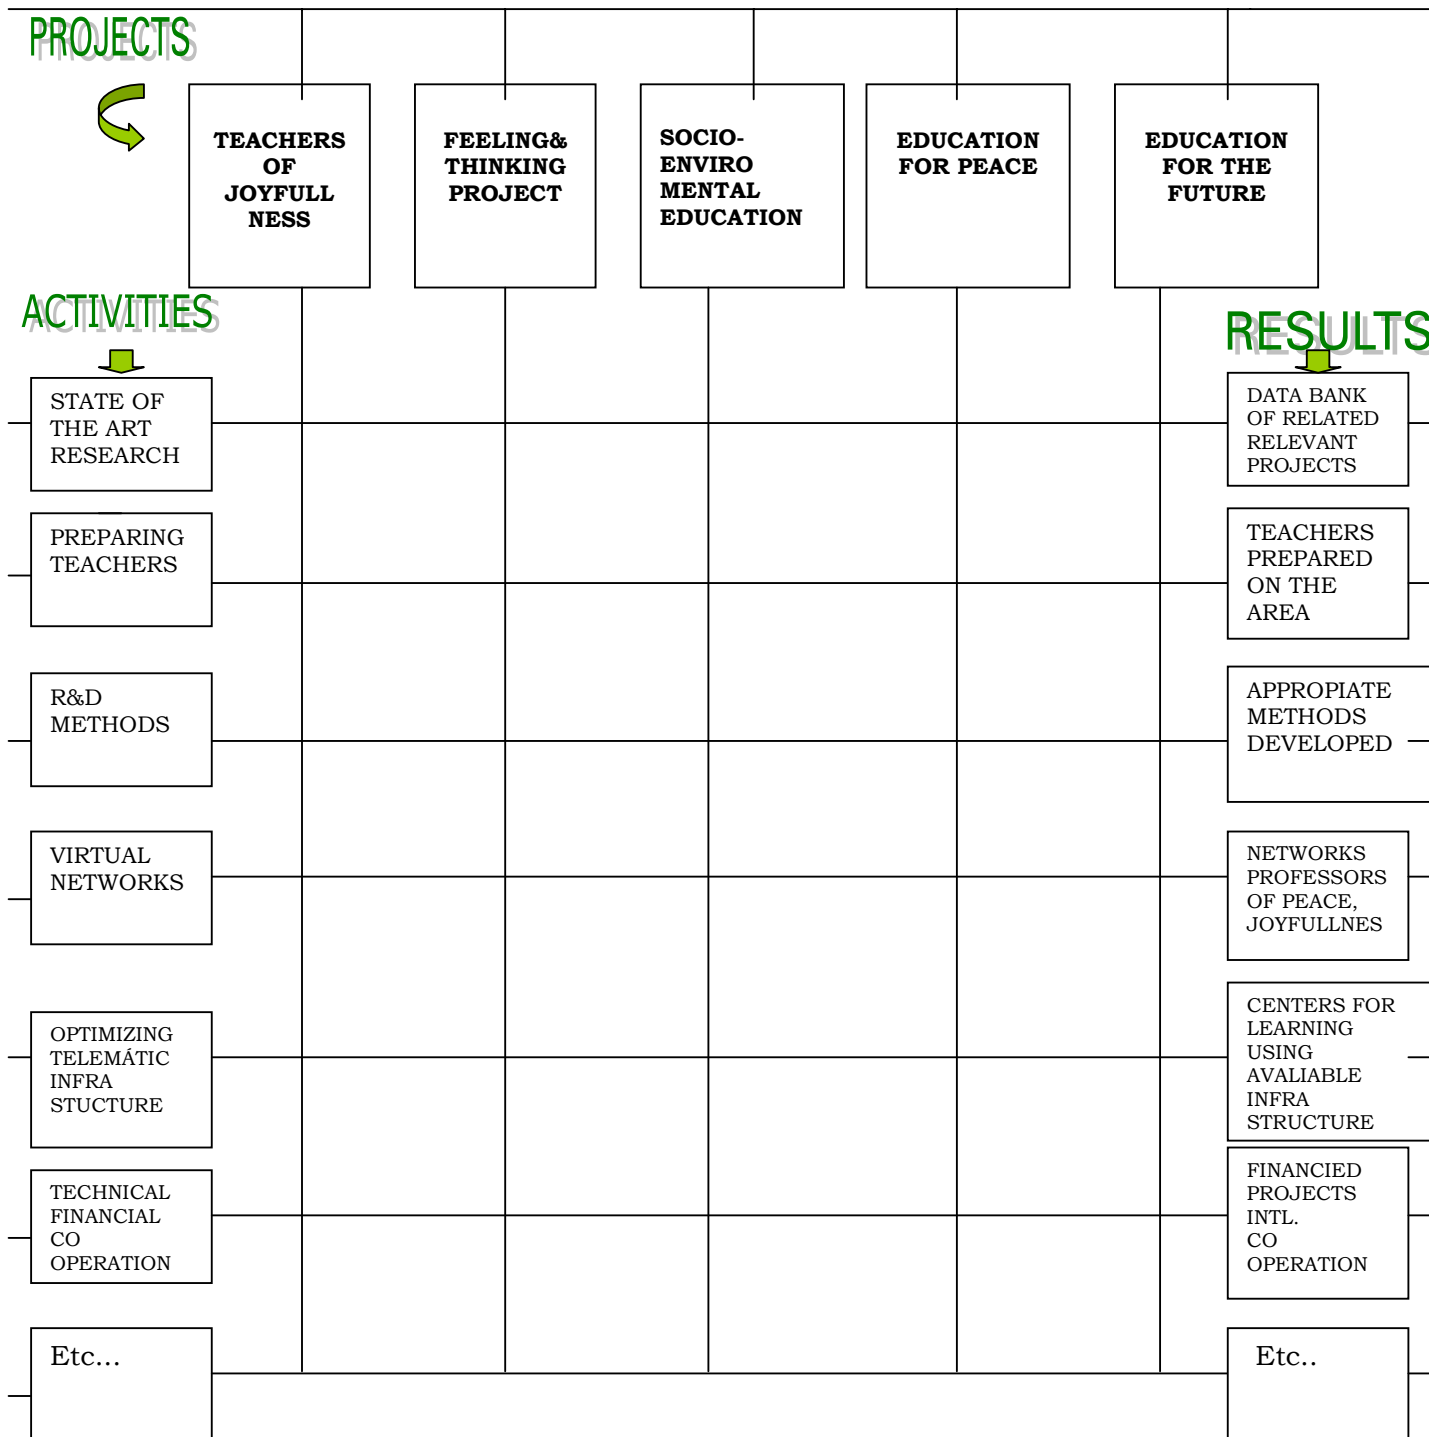 PROJECTS
TEACHERS
OF
JOYFULL
NESS
FEELING&
THINKING
PROJECT
SOCIO-
ENVIRO
MENTAL
EDUCATION
EDUCATION
FOR PEACE
EDUCATION
FOR THE
FUTURE
ACTIVITIES
RESULTS
STATE OF
THE ART
RESEARCH
DATA BANK
OF RELATED
RELEVANT
PROJECTS
PREPARING
TEACHERS
TEACHERS
PREPARED
ON THE
AREA
R&D
METHODS
APPROPIATE
METHODS
DEVELOPED
VIRTUAL
NETWORKS
NETWORKS
PROFESSORS
OF PEACE,
JOYFULLNES
OPTIMIZING
TELEMÁTIC
INFRA
STUCTURE
CENTERS FOR
LEARNING
USING
AVALIABLE
INFRA
STRUCTURE
TECHNICAL
FINANCIAL
CO
OPERATION
FINANCIED
PROJECTS
INTL.
CO
OPERATION
Etc...
Etc..